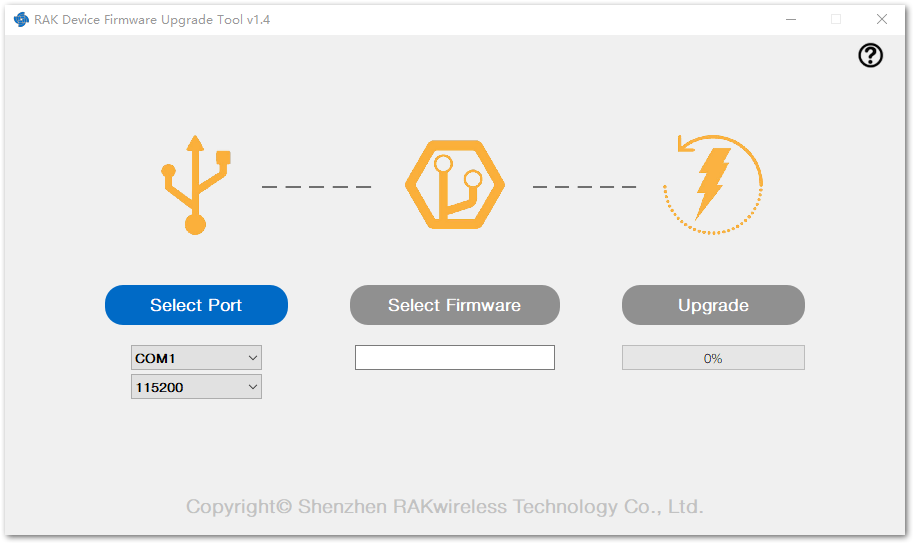 RAK Device Firmware Upgrade Tool v1.4
Select Port
Select Firmware
Upgrade
COM1
0%
115200
Copyright© Shenzhen RAKwireless Technology Co., Ltd.